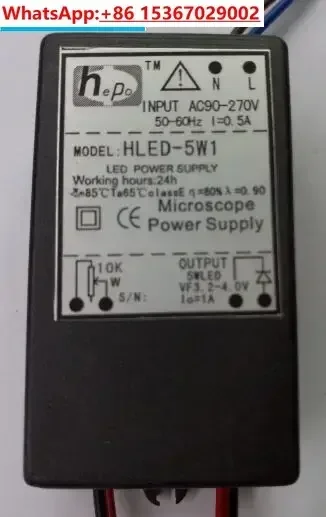 WhatsApp:+86 15367029002
hepo TM
N L
INPUT AC90-270V
50-60Hz I=0.5A
MODEL:HLED-5W1
LED POWER SUPPLY
Working hours:24h
85℃Ta65℃classE η=80% λ=0.90
CE
Microscope
Power Supply
10K
W
S/N:
OUTPUT
5WLED
VF3.2-4.0V
Io=1A